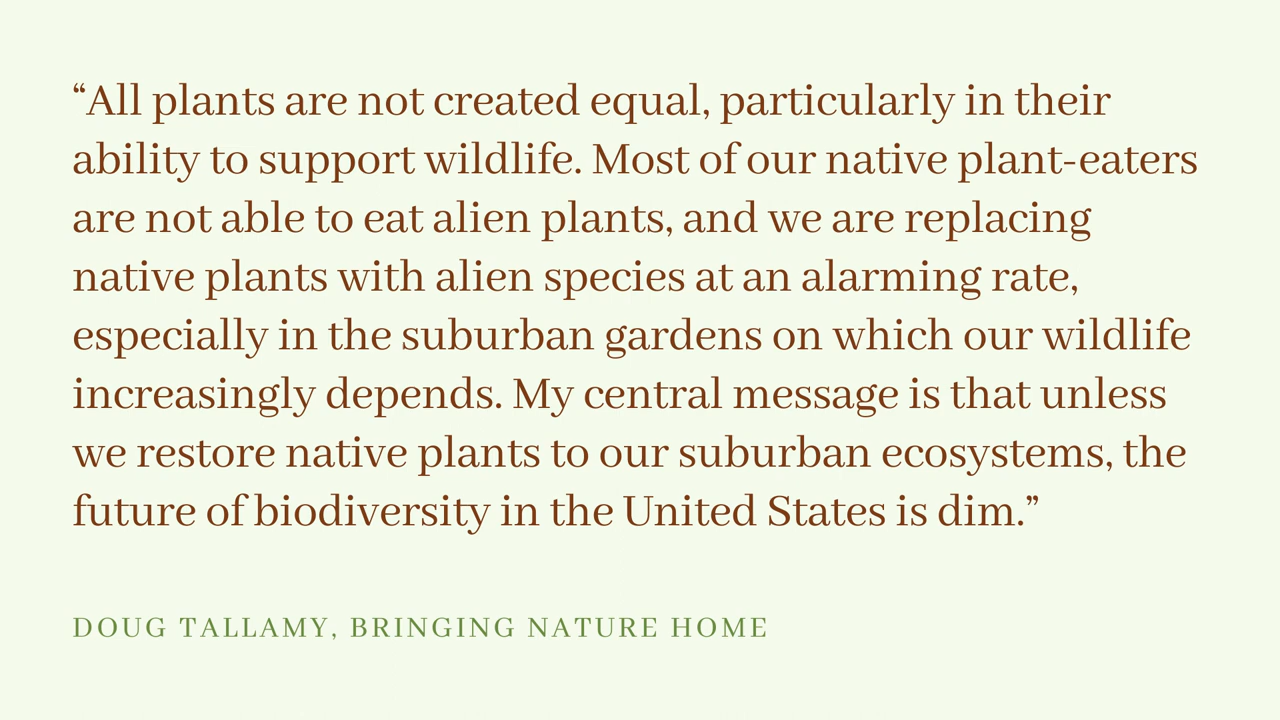 “All plants are not created equal, particularly in their
ability to support wildlife. Most of our native plant-eaters
are not able to eat alien plants, and we are replacing
native plants with alien species at an alarming rate,
especially in the suburban gardens on which our wildlife
increasingly depends. My central message is that unless
we restore native plants to our suburban ecosystems, the
future of biodiversity in the United States is dim.”
DOUG TALLAMY, BRINGING NATURE HOME